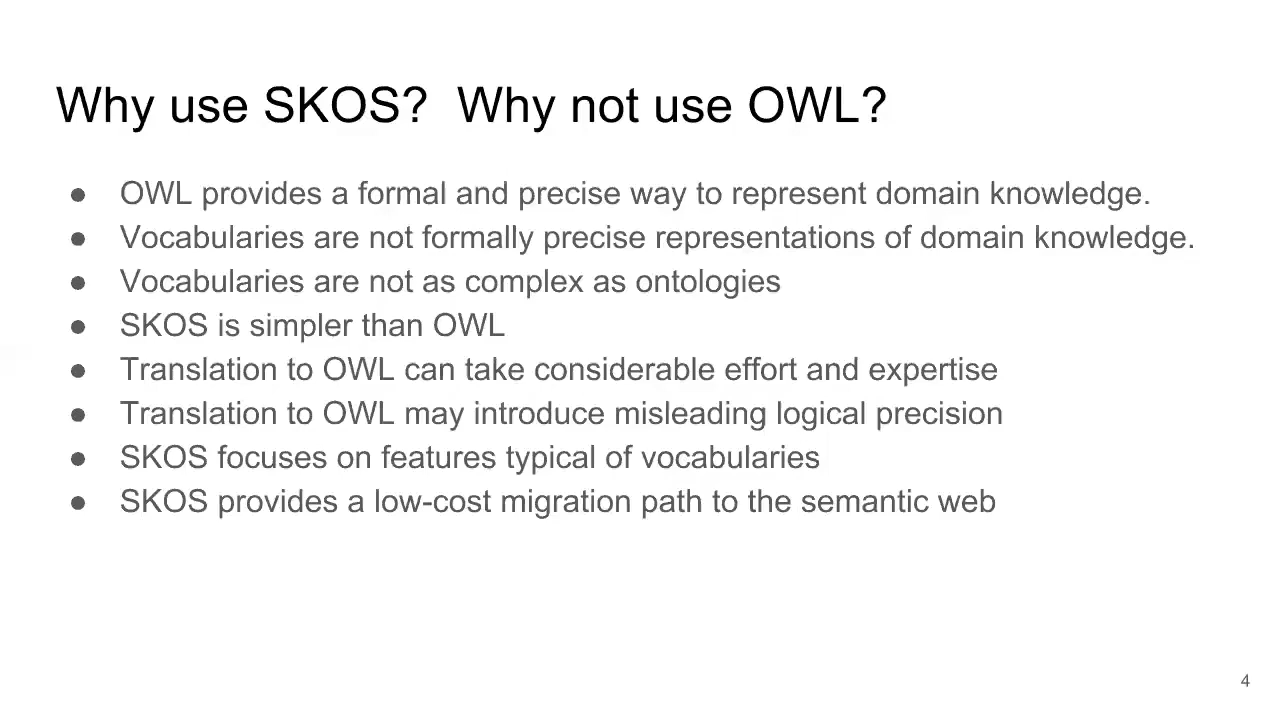 Why use SKOS?  Why not use OWL?
● OWL provides a formal and precise way to represent domain knowledge.
● Vocabularies are not formally precise representations of domain knowledge.
● Vocabularies are not as complex as ontologies
● SKOS is simpler than OWL
● Translation to OWL can take considerable effort and expertise
● Translation to OWL may introduce misleading logical precision
● SKOS focuses on features typical of vocabularies
● SKOS provides a low-cost migration path to the semantic web
4